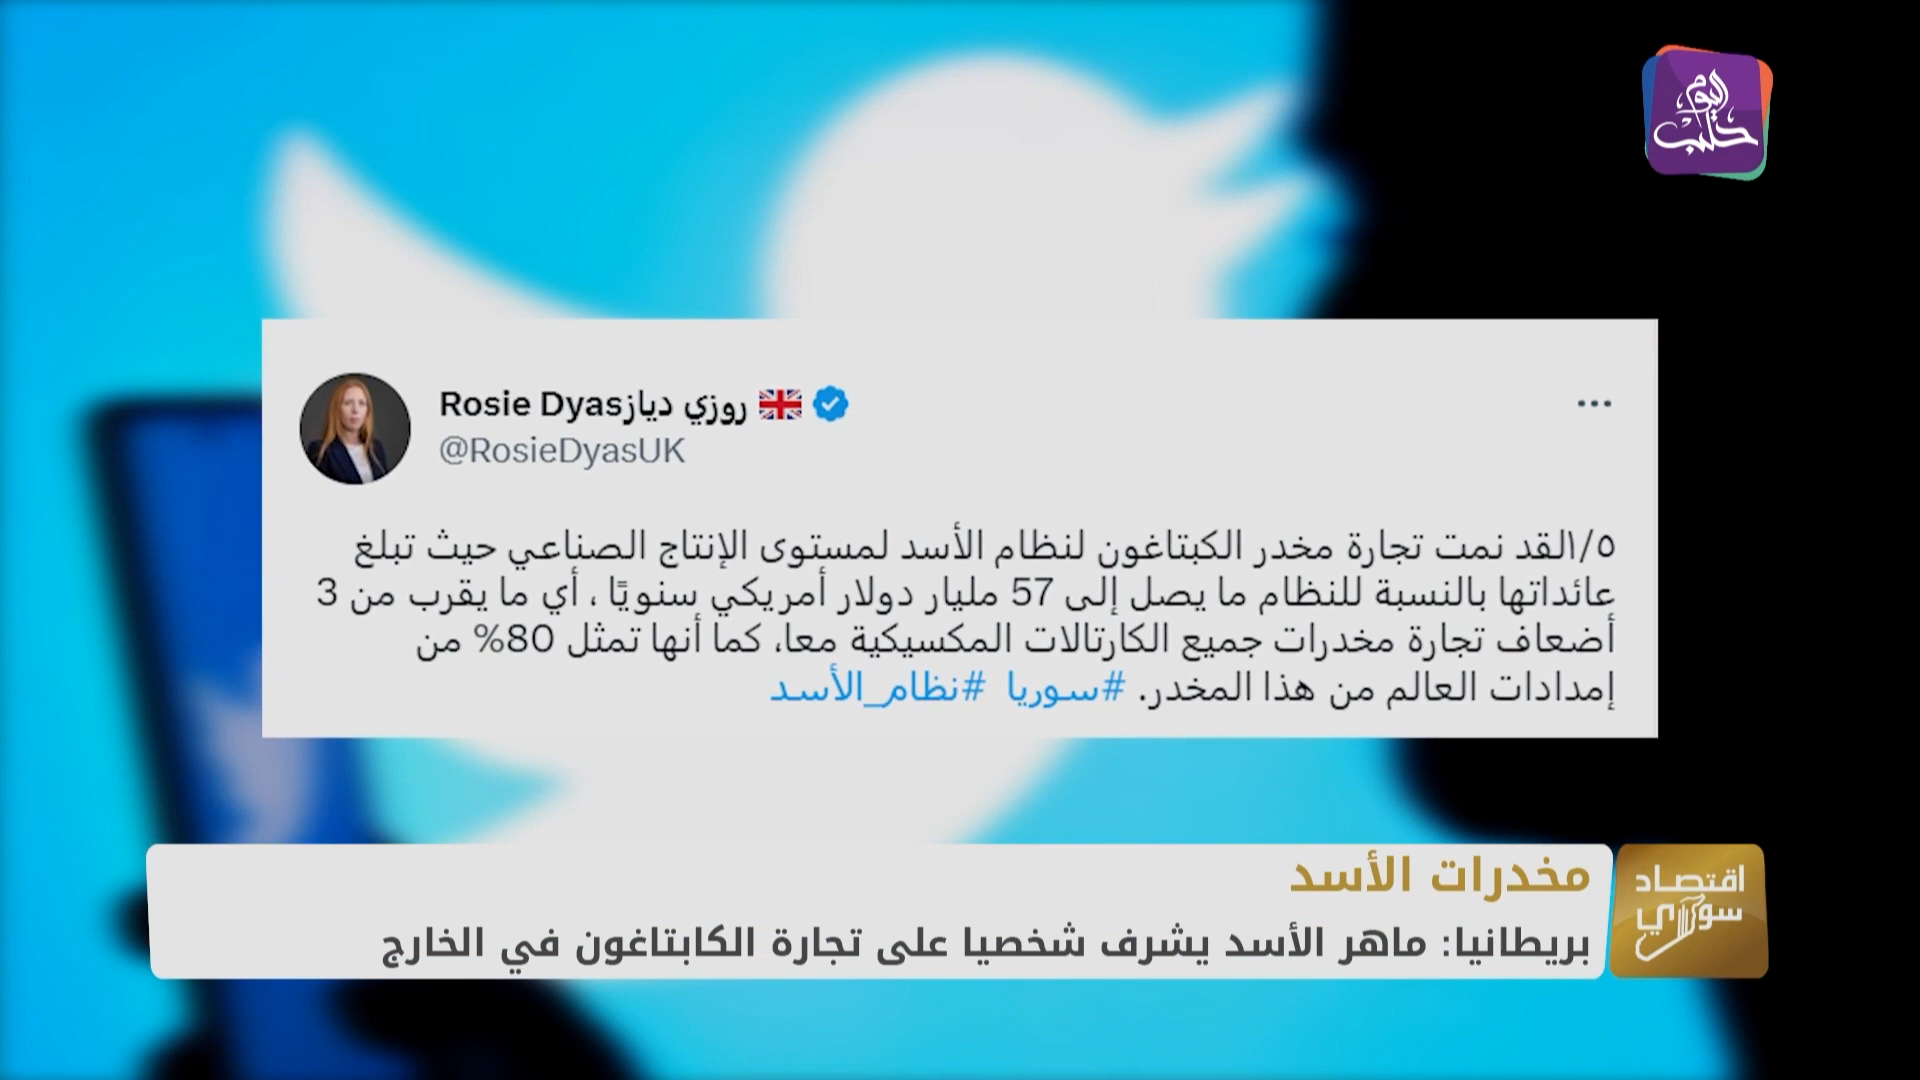 اليوم
حلب
Rosie Dyasروزي دياز
@RosieDyasUK
١/٥لقد نمت تجارة مخدر الكبتاغون لنظام الأسد لمستوى الإنتاج الصناعي حيث تبلغ
عائداتها بالنسبة للنظام ما يصل إلى 57 مليار دولار أمريكي سنويًا ، أي ما يقرب من 3
أضعاف تجارة مخدرات جميع الكارتالات المكسيكية معا، كما أنها تمثل 80% من
إمدادات العالم من هذا المخدر. #سوريا #نظام_الأسد
مخدرات الأسد
بريطانيا: ماهر الأسد يشرف شخصيا على تجارة الكابتاغون في الخارج
اقتصاد
سوري